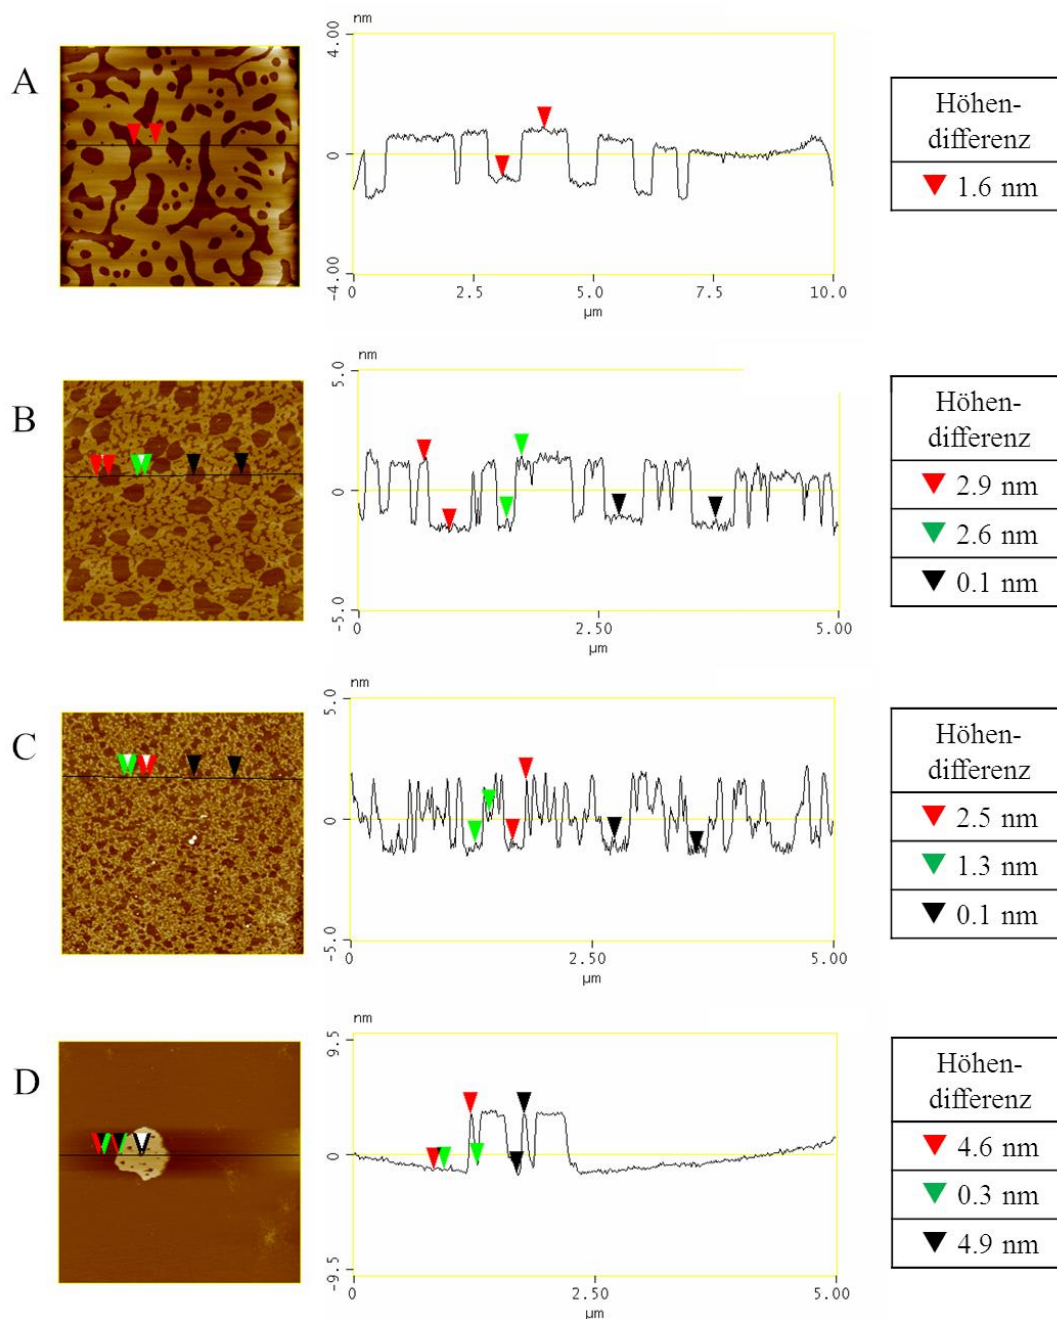 A
nm
4.00
0
-4.00
0
2.5
5.0
7.5
10.0
µm
Höhen-
differenz
1.6 nm
B
nm
5.0
0
-5.0
0
2.50
5.00
µm
Höhen-
differenz
2.9 nm
2.6 nm
0.1 nm
C
nm
5.0
0
-5.0
0
2.50
5.00
µm
Höhen-
differenz
2.5 nm
1.3 nm
0.1 nm
D
nm
9.5
0
-9.5
0
2.50
5.00
µm
Höhen-
differenz
4.6 nm
0.3 nm
4.9 nm